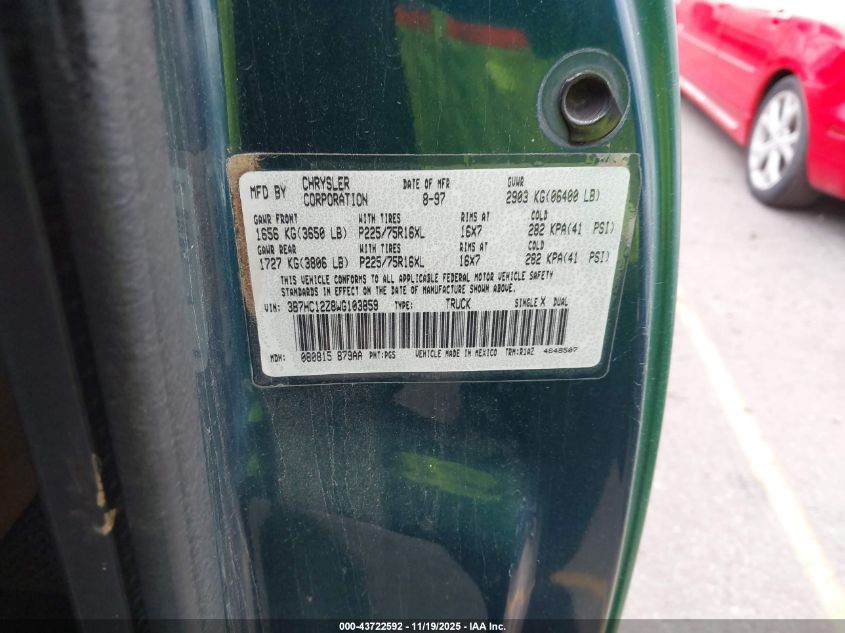 MFD BY CHRYSLER CORPORATION DATE OF MFR 8-97 GVWR 2903 KG(06400 LB)
GAWR FRONT WITH TIRES RIMS AT COLD
1656 KG(3650 LB) P225/75R16XL 16X7 282 KPA(41 PSI)
GAWR REAR WITH TIRES RIMS AT COLD
1727 KG(3806 LB) P225/75R16XL 16X7 282 KPA(41 PSI)
THIS VEHICLE CONFORMS TO ALL APPLICABLE FEDERAL MOTOR VEHICLE SAFETY
STANDARDS IN EFFECT ON THE DATE OF MANUFACTURE SHOWN ABOVE.
VIN: 3B7HC12Z8WG103859 TYPE: TRUCK SINGLE X DUAL
MDH: 080815 879AA PNT:PGS VEHICLE MADE IN MEXICO TRM:R1AZ 4648507
000-43722592 - 11/19/2025 - IAA Inc.